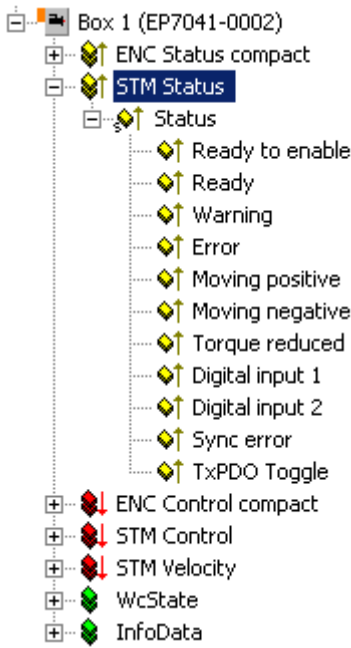 Box 1 (EP7041-0002)
ENC Status compact
STM Status
Status
Ready to enable
Ready
Warning
Error
Moving positive
Moving negative
Torque reduced
Digital input 1
Digital input 2
Sync error
TxPDO Toggle
ENC Control compact
STM Control
STM Velocity
WcState
InfoData